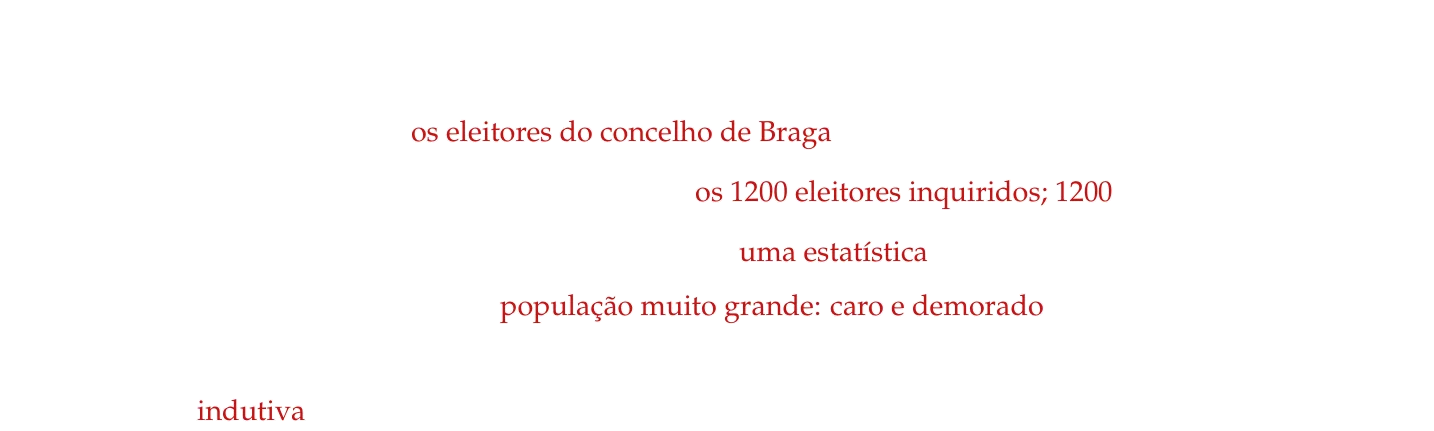 os eleitores do concelho de Braga
os 1200 eleitores inquiridos; 1200
uma estatística
população muito grande: caro e demorado
indutiva